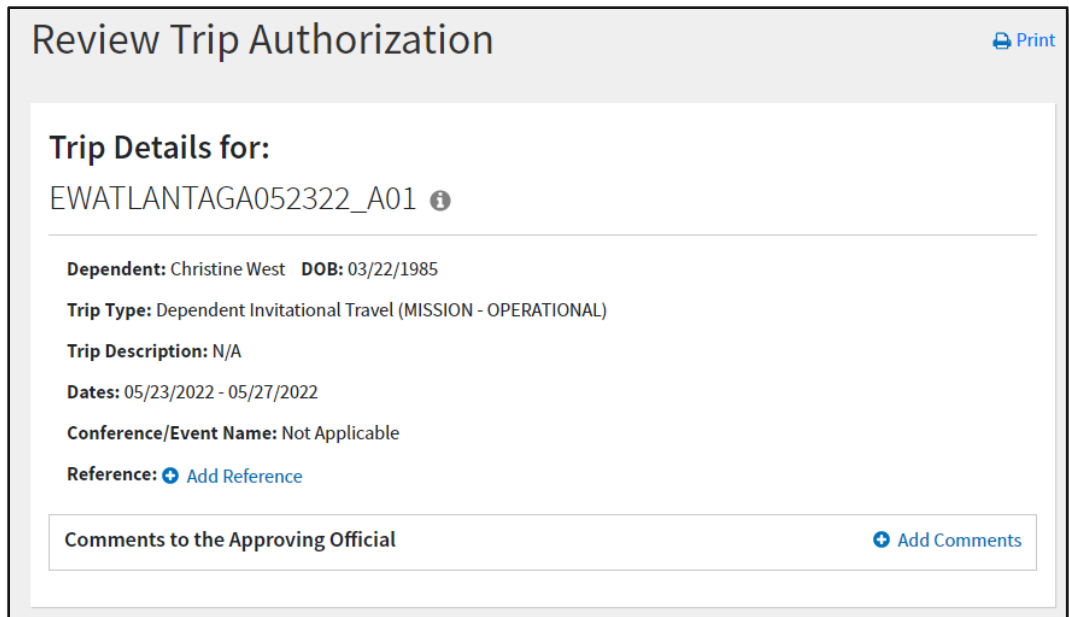 Review Trip Authorization
Print
Trip Details for:
EWATLANTAGA052322_A01
Dependent: Christine West DOB: 03/22/1985
Trip Type: Dependent Invitational Travel (MISSION - OPERATIONAL)
Trip Description: N/A
Dates: 05/23/2022 - 05/27/2022
Conference/Event Name: Not Applicable
Reference: Add Reference
Comments to the Approving Official
Add Comments